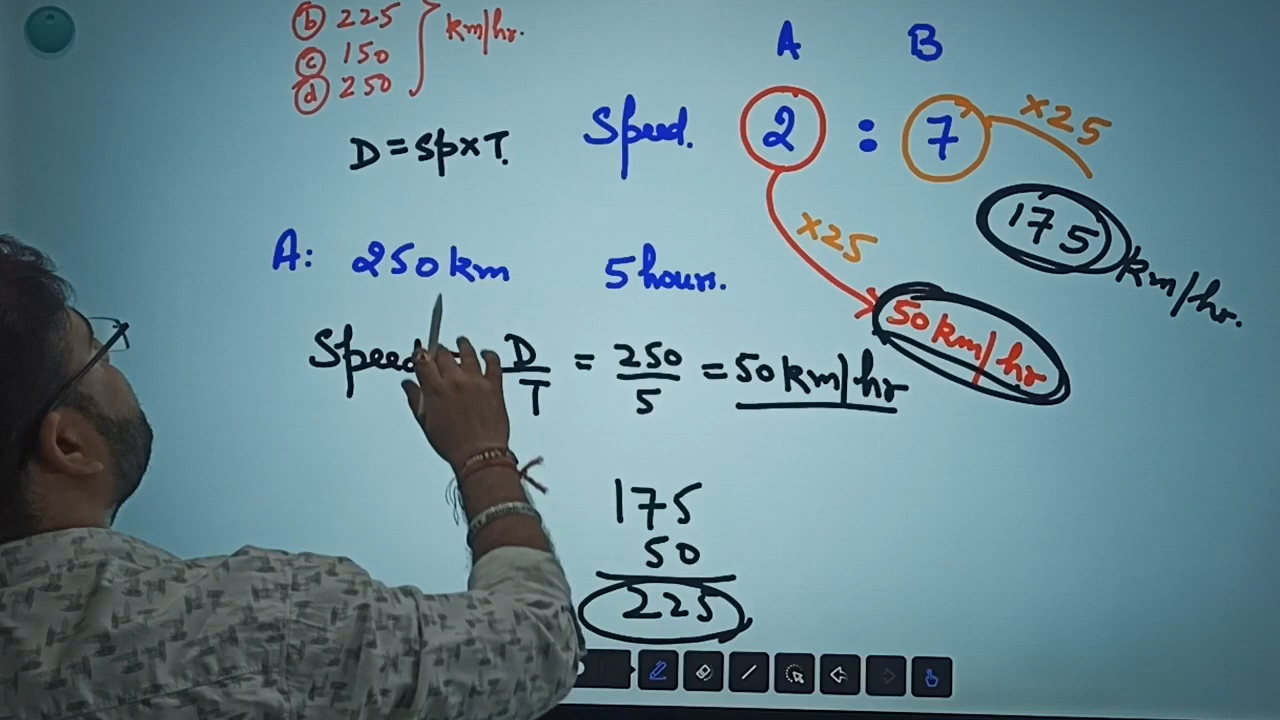 (b) 225
(c) 150
(d) 250
km/hr.
A B
Speed. 2 : 7
×25
D = Sp×T.
175 km/hr.
×25
A: 250 km 5 hours.
50 km/hr
Speed = D/T = 250/5 = 50 km/hr
175
50
225